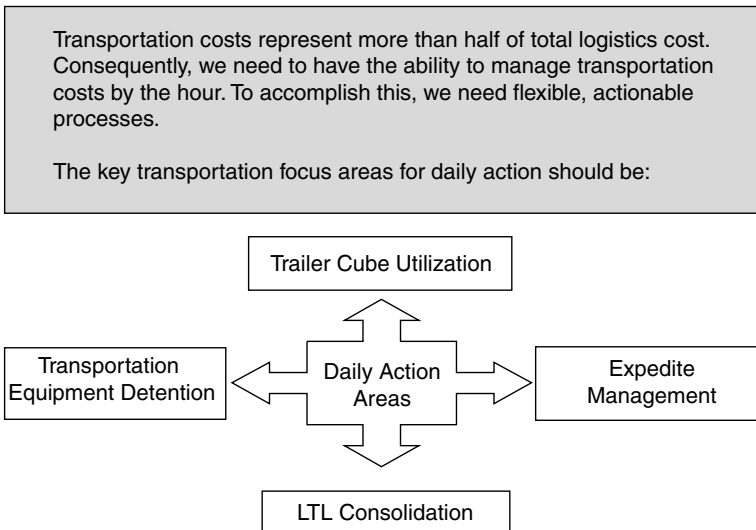 Transportation costs represent more than half of total logistics cost.
Consequently, we need to have the ability to manage transportation
costs by the hour. To accomplish this, we need flexible, actionable
processes.
The key transportation focus areas for daily action should be:
Trailer Cube Utilization
Transportation
Equipment Detention
Daily Action
Areas
Expedite
Management
LTL Consolidation